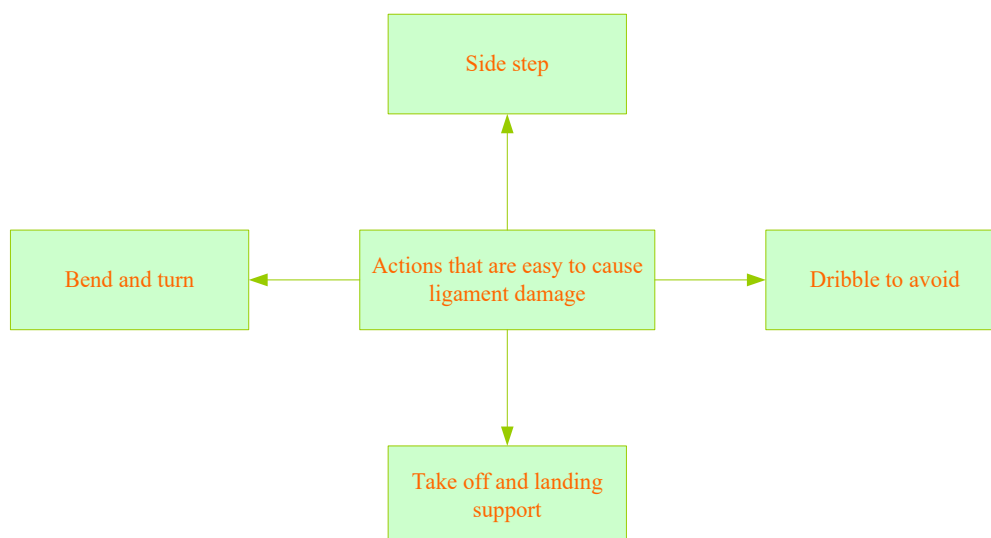 Side step
Bend and turn
Actions that are easy to cause
ligament damage
Dribble to avoid
Take off and landing
support